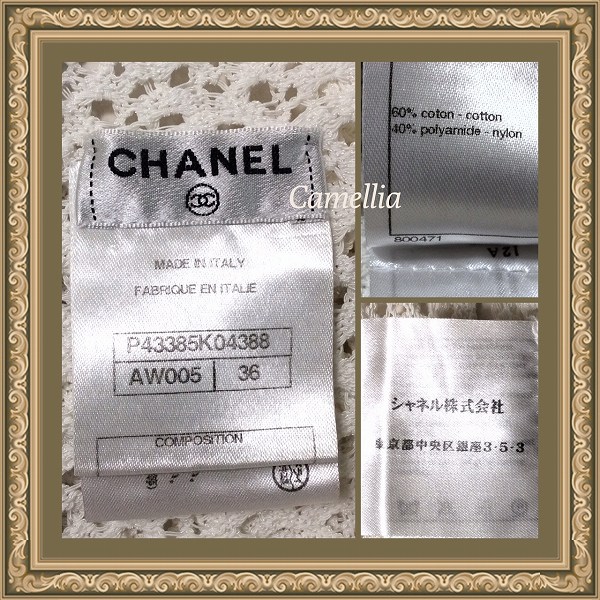 CHANEL
Camellia
MADE IN ITALY
FABRIQUE EN ITALIE
P43385K04388
AW005 36
COMPOSITION
60% coton - cotton
40% polyamide - nylon
800471
12A
シャネル株式会社
京都中央区銀座3-5-3